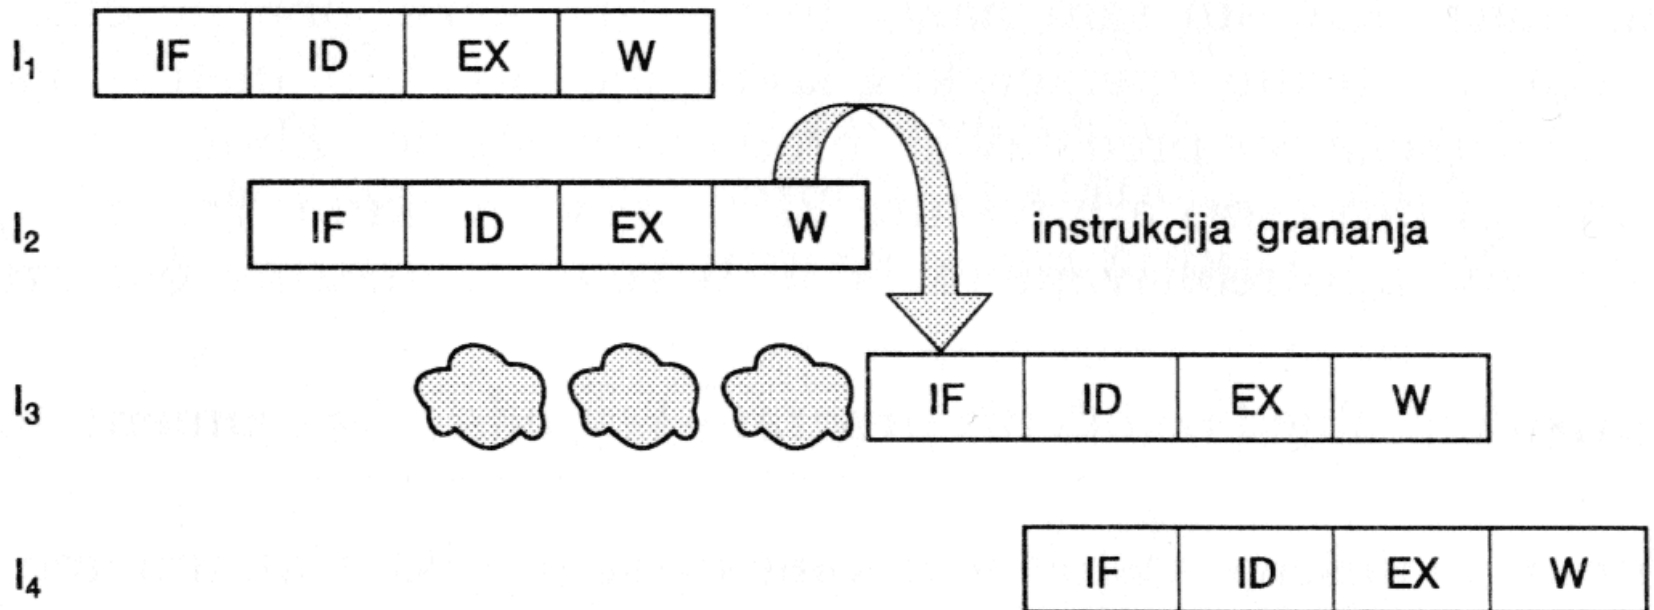 I₁ IF ID EX W
I₂ IF ID EX W instrukcija grananja
I₃ IF ID EX W
I₄ IF ID EX W